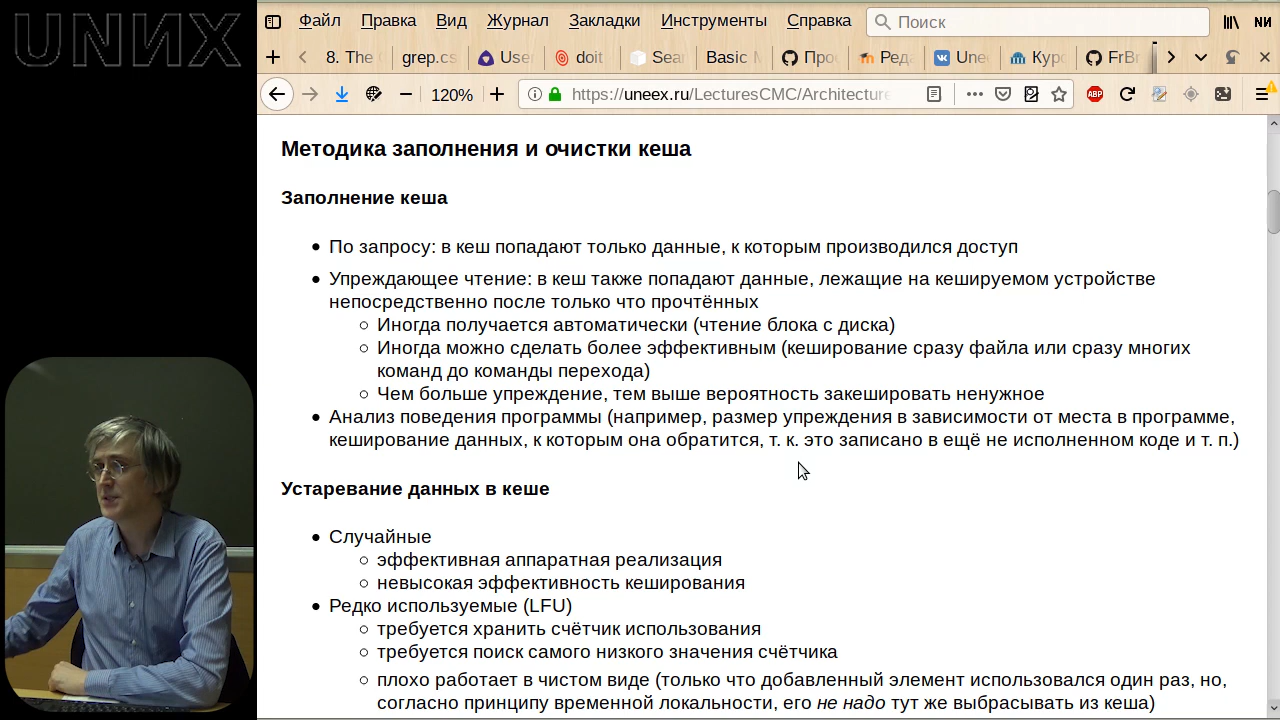 UNИX
Файл Правка Вид Журнал Закладки Инструменты Справка Поиск
8. The grep.cs User doit Sear Basic Про Реда Une Курс FrBr
120% https://uneex.ru/LecturesCMC/Architecture ABP
Методика заполнения и очистки кеша
Заполнение кеша
По запросу: в кеш попадают только данные, к которым производился доступ
Упреждающее чтение: в кеш также попадают данные, лежащие на кешируемом устройстве
непосредственно после только что прочтённых
Иногда получается автоматически (чтение блока с диска)
Иногда можно сделать более эффективным (кеширование сразу файла или сразу многих
команд до команды перехода)
Чем больше упреждение, тем выше вероятность закешировать ненужное
Анализ поведения программы (например, размер упреждения в зависимости от места в программе,
кеширование данных, к которым она обратится, т. к. это записано в ещё не исполненном коде и т. п.)
Устаревание данных в кеше
Случайные
эффективная аппаратная реализация
невысокая эффективность кеширования
Редко используемые (LFU)
требуется хранить счётчик использования
требуется поиск самого низкого значения счётчика
плохо работает в чистом виде (только что добавленный элемент использовался один раз, но,
согласно принципу временной локальности, его не надо тут же выбрасывать из кеша)